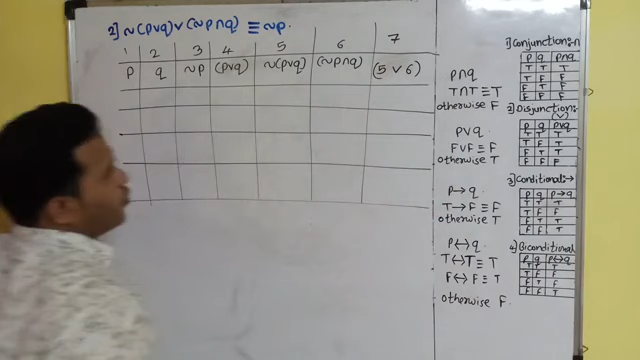 2] ~(p∨q)∨(~p∩q) ≡ ~p.
1 2 3 4 5 6 7
p q ~p (p∨q) ~(p∨q) (~p∩q) (5∨6)
p∩q
T∩T≡T
otherwise F
p∨q
F∨F≡F
otherwise T
p→q
T→F≡F
otherwise T
p↔q
T↔T≡T
F↔F≡T
otherwise F.
1] Conjunction:-∩
p q p∩q
T T T
T F F
F T F
F F F
2] Disjunction:-
(∨)
p q p∨q
T T T
T F T
F T T
F F F
3] Conditional:→
p q p→q
T T T
T F F
F T T
F F T
4] Biconditional
p q p↔q
T T T
T F F
F T F
F F T